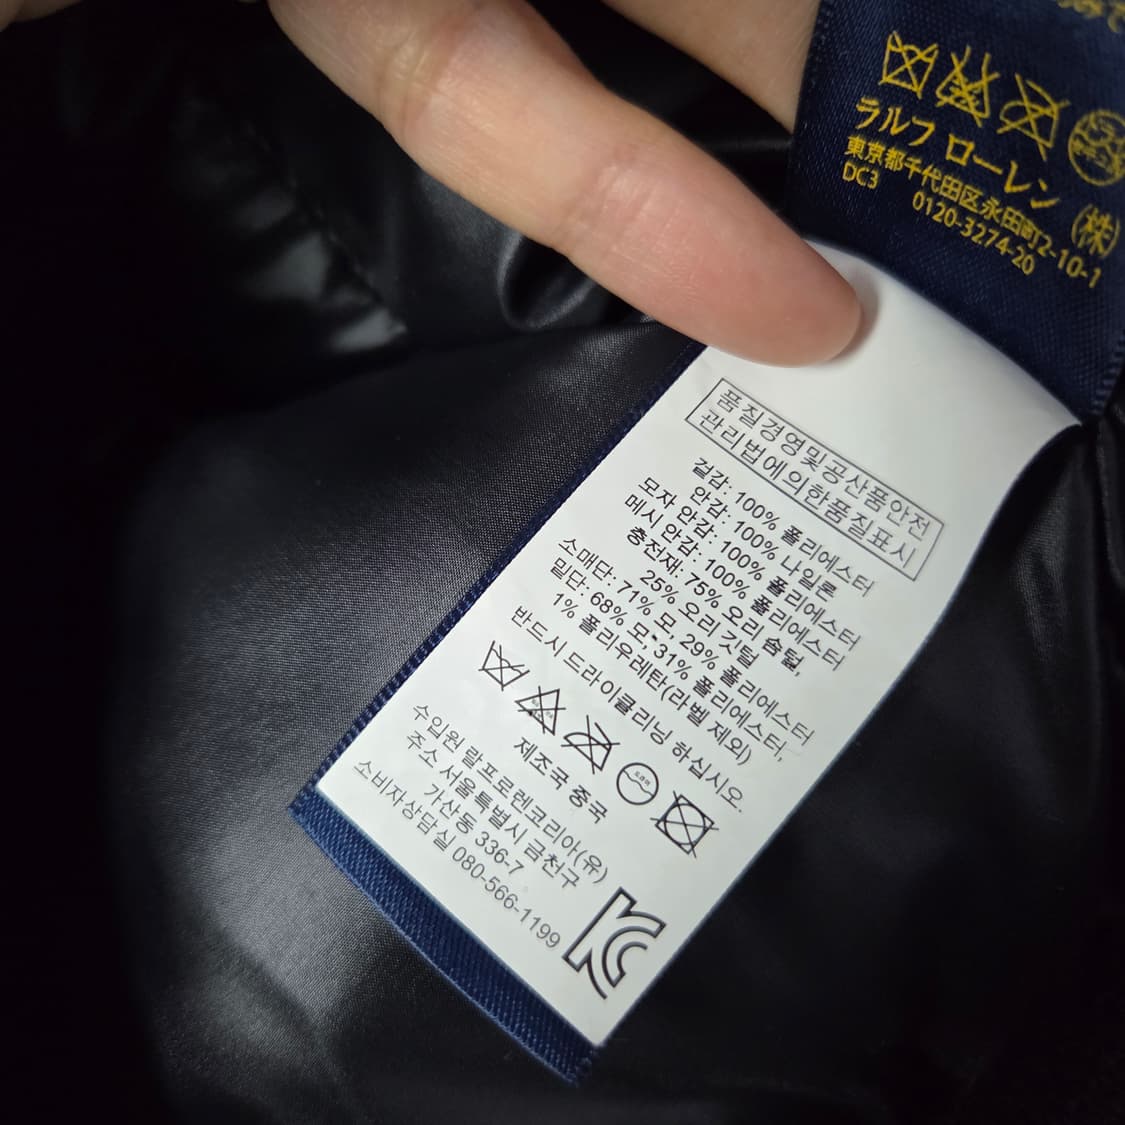 ラルフ ローレン (株)
東京都千代田区永田町2-10-1
DC3 0120-3274-20
품질경영및공산품안전
관리법에의한품질표시
겉감: 100% 폴리에스터
안감: 100% 나일론
모자 안감: 100% 폴리에스터
메시 안감: 100% 폴리에스터
충전재: 75% 오리 솜털,
25% 오리 깃털
소매단: 71% 모 29% 폴리에스터
밑단: 68% 모, 31% 폴리에스터,
1% 폴리우레탄(라벨 제외)
반드시 드라이클리닝 하십시오.
제조국 중국
수입원 랄프로렌코리아(유)
주소 서울특별시 금천구
가산동 336-7
소비자상담실 080-566-1199